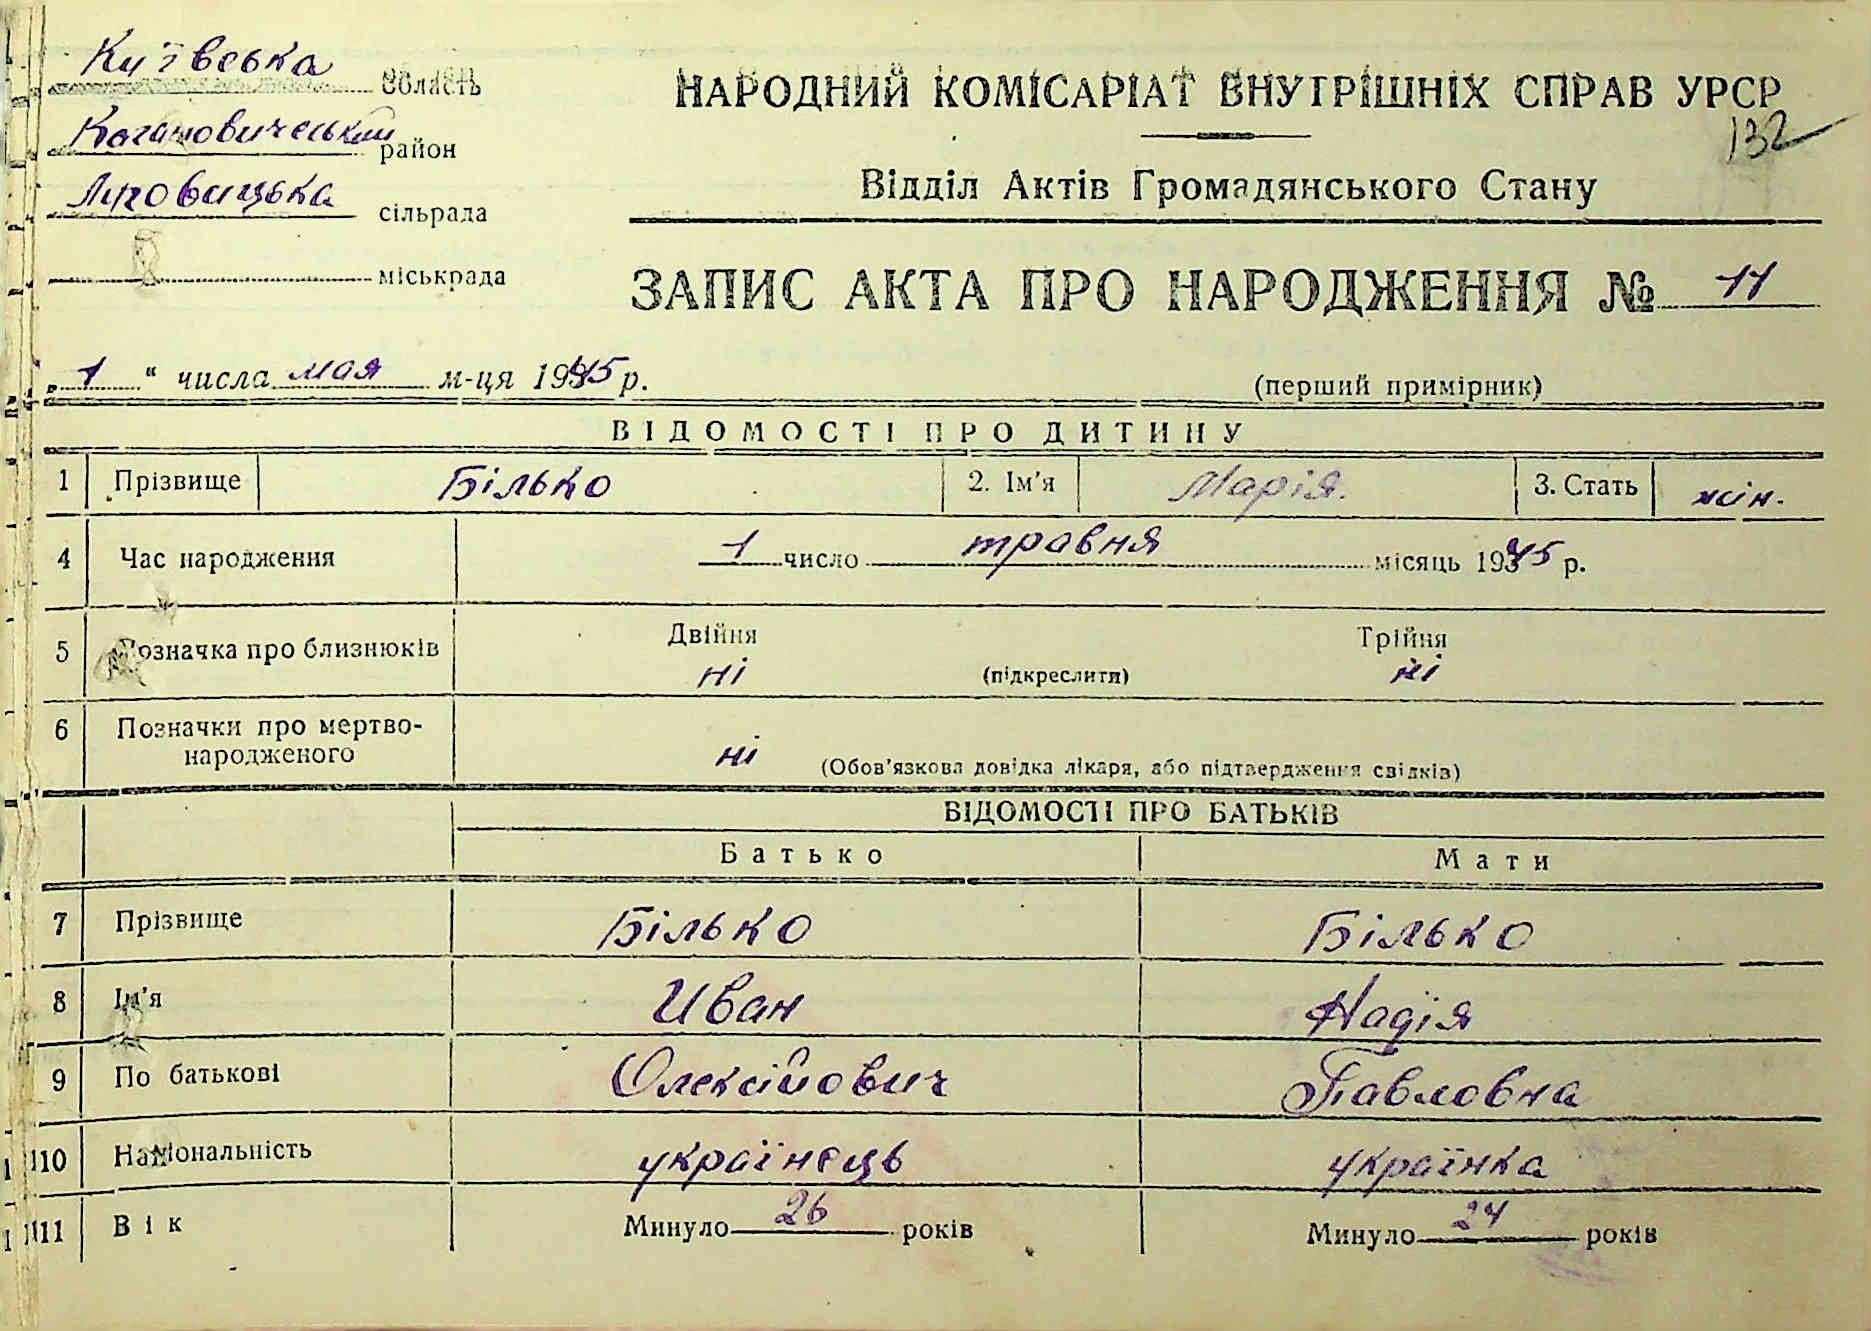 Київська область
Кагановичеський район
сільрада
міськрада
НАРОДНИЙ КОМІСАРІАТ ВНУТРІШНІХ СПРАВ УРСР
132
Відділ Актів Громадянського Стану
ЗАПИС АКТА ПРО НАРОДЖЕННЯ № 11
„ 1 “ числа мая м-ця 1945 р.
(перший примірник)
ВІДОМОСТІ ПРО ДИТИНУ
1 Прізвище Білько 2. Ім'я Марія. 3. Стать жін.
4 Час народження 1 число травня місяць 1945 р.
5 Позначка про близнюків Двійня ні (підкреслити) Трійня ні
6 Позначки про мертво-
народженого ні (Обов'язкова довідка лікаря, або підтвердження свідків)
ВІДОМОСТІ ПРО БАТЬКІВ
Батько Мати
7 Прізвище Білько Білько
8 Ім'я Иван Надія
9 По батькові Олексійович Павловна
10 Національність українець українка
11 Вік Минуло 26 років Минуло 24 років